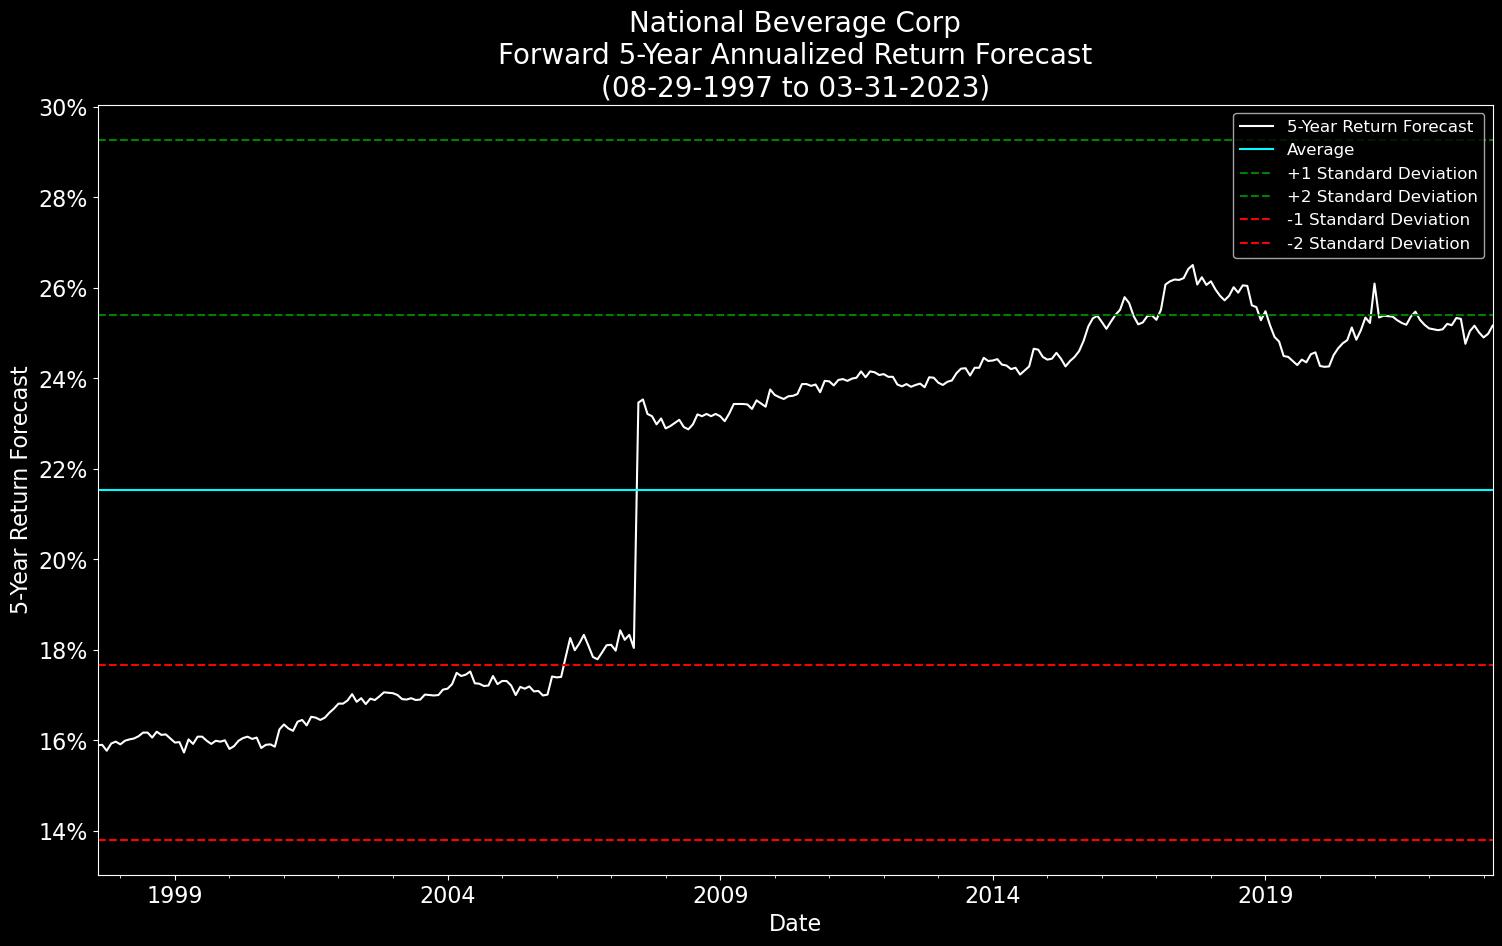 National Beverage Corp
Forward 5-Year Annualized Return Forecast
(08-29-1997 to 03-31-2023)
30%
28%
26%
24%
22%
20%
18%
16%
14%
5-Year Return Forecast
5-Year Return Forecast
Average
+1 Standard Deviation
+2 Standard Deviation
-1 Standard Deviation
-2 Standard Deviation
1999
2004
2009
2014
2019
Date